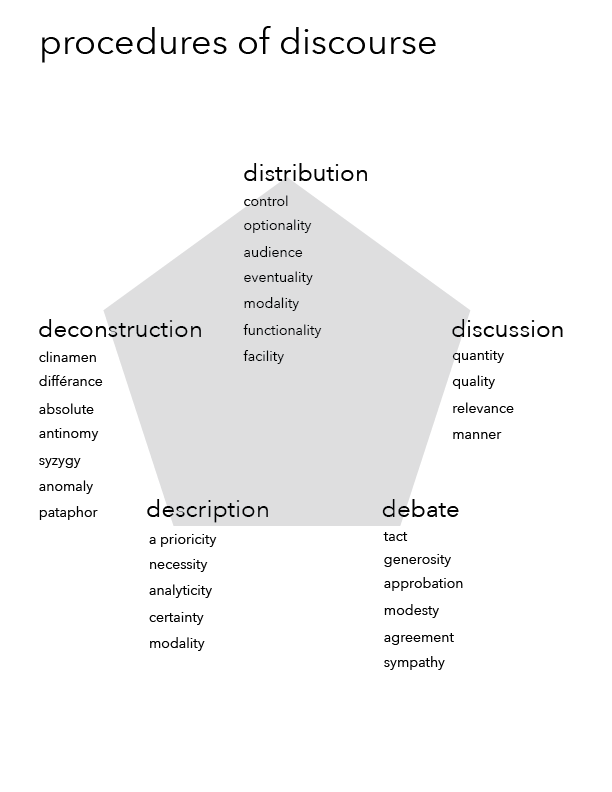 procedures of discourse
distribution
control
optionality
audience
eventuality
modality
functionality
facility
deconstruction
clinamen
différance
absolute
antinomy
syzygy
anomaly
pataphor
discussion
quantity
quality
relevance
manner
description
a prioricity
necessity
analyticity
certainty
modality
debate
tact
generosity
approbation
modesty
agreement
sympathy